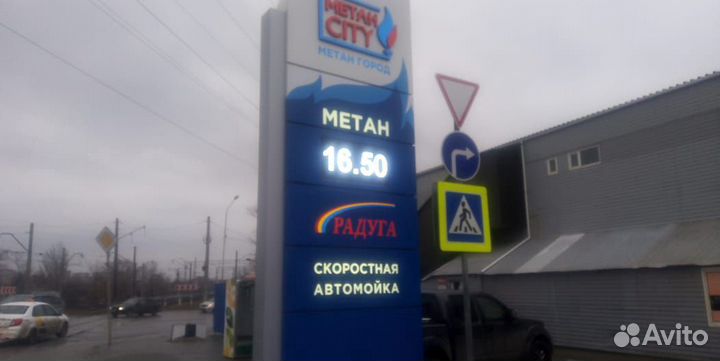 МЕТАН
CITY
МЕТАН ГОРОД
МЕТАН
16.50
РАДУГА
СКОРОСТНАЯ
АВТОМОЙКА
Avito